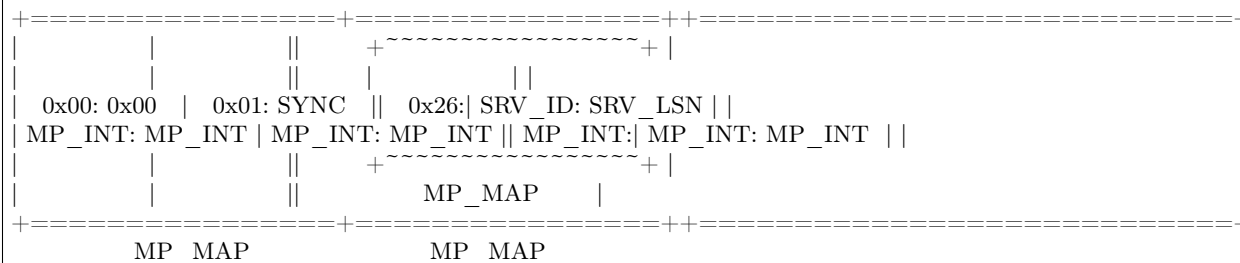 +================+================++============================+
| | || +~~~~~~~~~~~~~~~~~+ |
| | || | | |
| 0x00: 0x00 | 0x01: SYNC || 0x26:| SRV_ID: SRV_LSN | |
| MP_INT: MP_INT | MP_INT: MP_INT || MP_INT:| MP_INT: MP_INT | |
| | || +~~~~~~~~~~~~~~~~~+ |
| | || MP_MAP |
+================+================++============================+
MP_MAP MP_MAP